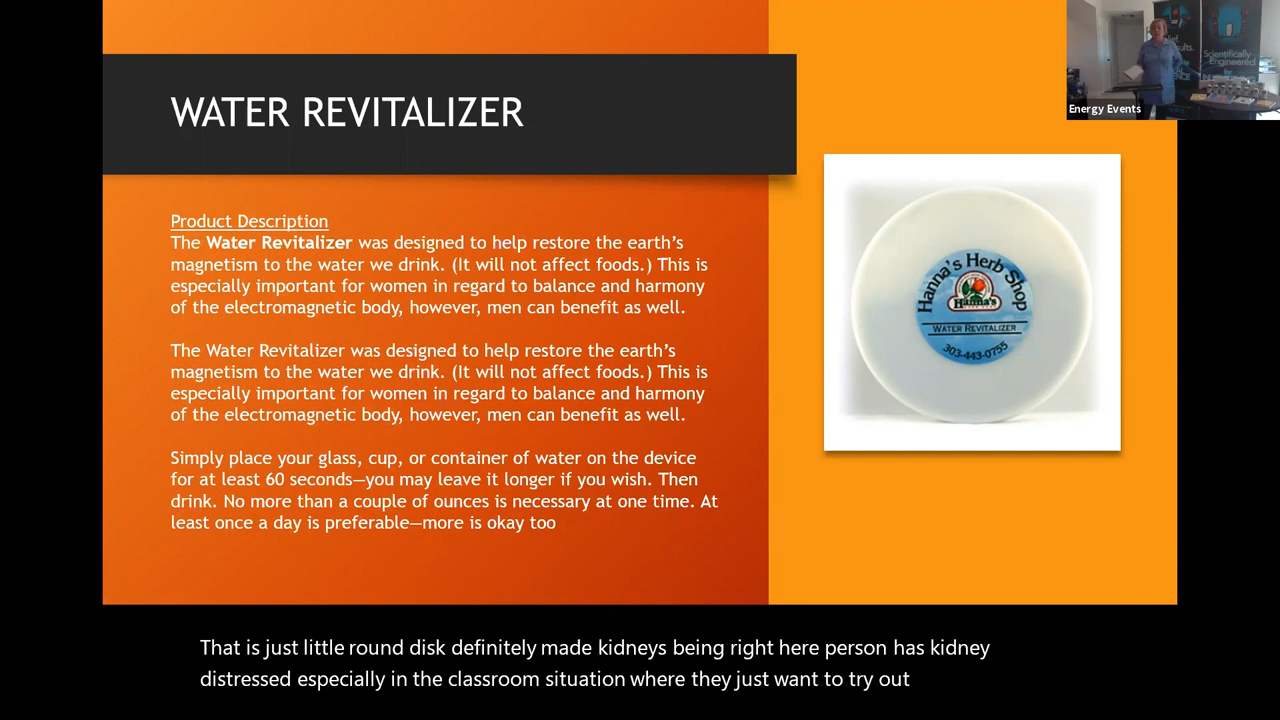 WATER REVITALIZER
Product Description
The Water Revitalizer was designed to help restore the earth's
magnetism to the water we drink. (It will not affect foods.) This is
especially important for women in regard to balance and harmony
of the electromagnetic body, however, men can benefit as well.
The Water Revitalizer was designed to help restore the earth's
magnetism to the water we drink. (It will not affect foods.) This is
especially important for women in regard to balance and harmony
of the electromagnetic body, however, men can benefit as well.
Simply place your glass, cup, or container of water on the device
for at least 60 seconds—you may leave it longer if you wish. Then
drink. No more than a couple of ounces is necessary at one time. At
least once a day is preferable—more is okay too
Hanna's Herb Shop
Hanna's
WATER REVITALIZER
303-443-0755
Scientifically
Engineered
Energy Events
That is just little round disk definitely made kidneys being right here person has kidney
distressed especially in the classroom situation where they just want to try out